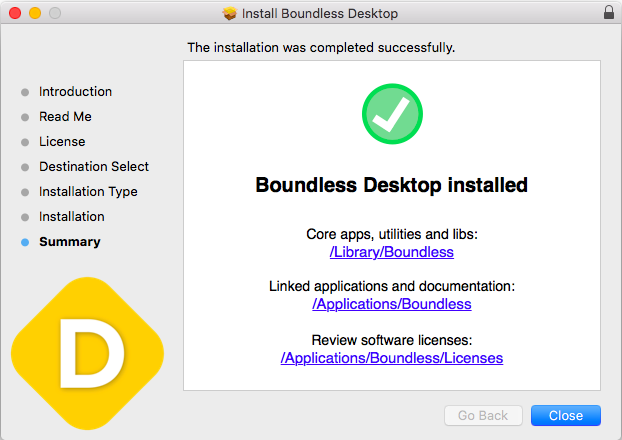 Install Boundless Desktop
The installation was completed successfully.
Introduction
Read Me
License
Destination Select
Installation Type
Installation
Summary
D
Boundless Desktop installed
Core apps, utilities and libs:
/Library/Boundless
Linked applications and documentation:
/Applications/Boundless
Review software licenses:
/Applications/Boundless/Licenses
Go Back
Close